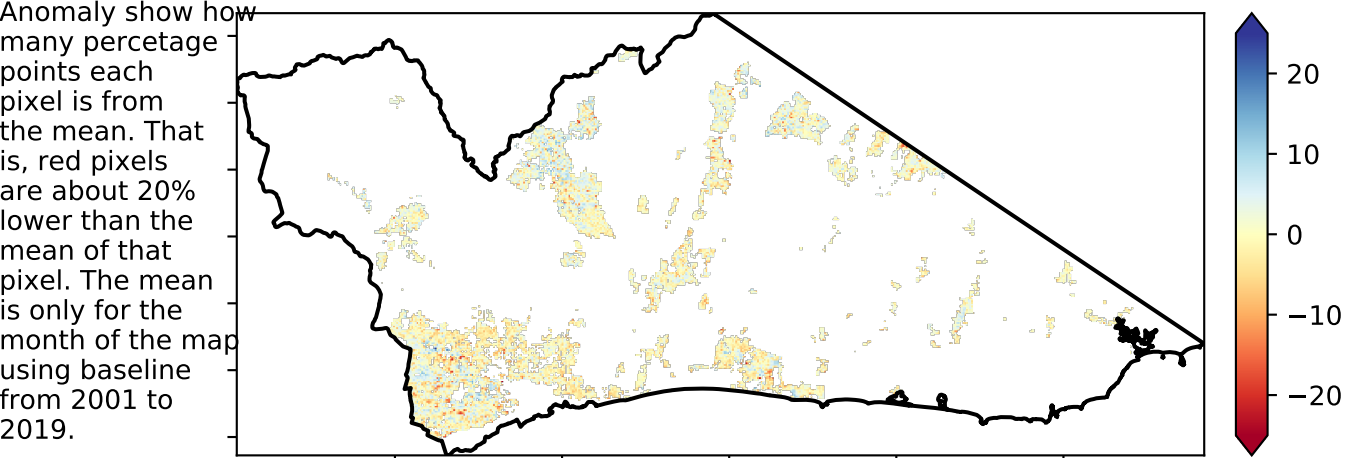 Anomaly show how
many percetage
points each
pixel is from
the mean. That
is, red pixels
are about 20%
lower than the
mean of that
pixel. The mean
is only for the
month of the map
using baseline
from 2001 to
2019.
20
10
0
−10
−20